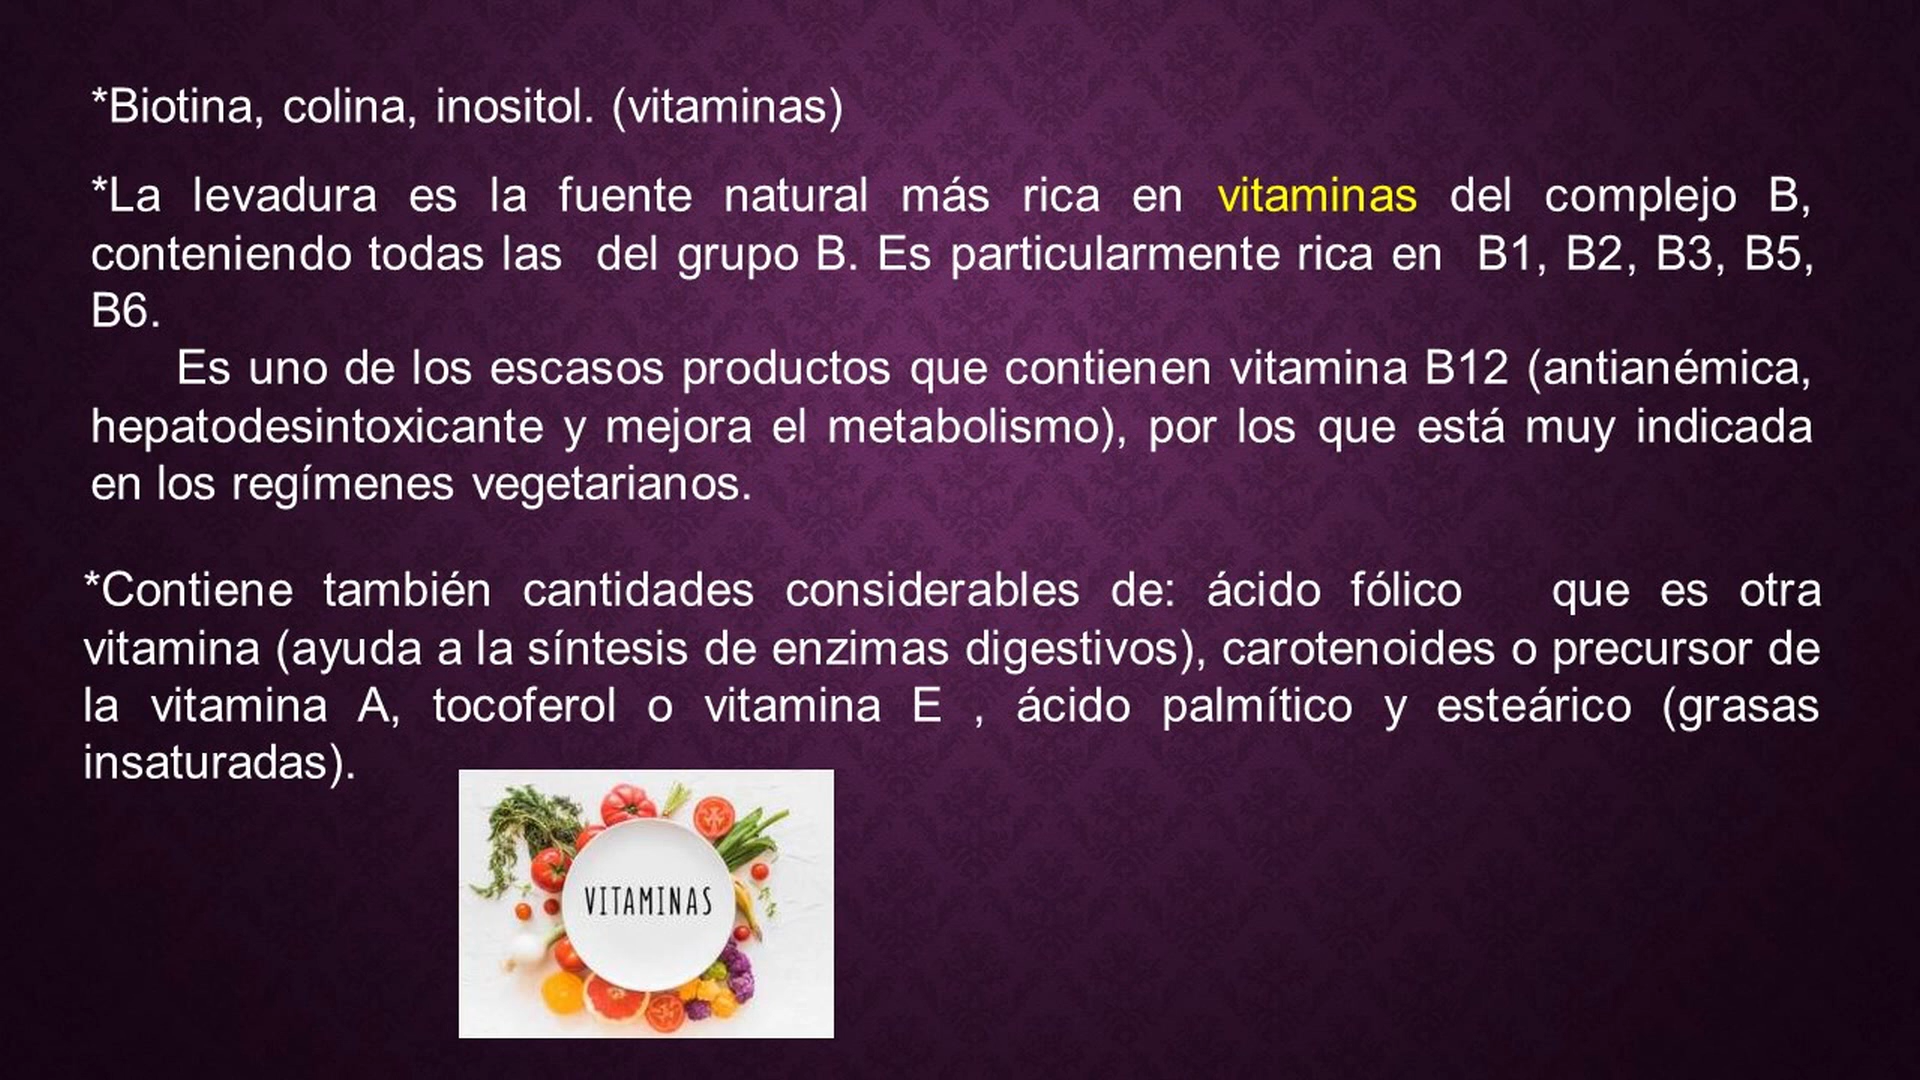 *Biotina, colina, inositol. (vitaminas)
*La levadura es la fuente natural más rica en vitaminas del complejo B,
conteniendo todas las del grupo B. Es particularmente rica en B1, B2, B3, B5,
B6.
Es uno de los escasos productos que contienen vitamina B12 (antianémica,
hepatodesintoxicante y mejora el metabolismo), por los que está muy indicada
en los regímenes vegetarianos.
*Contiene también cantidades considerables de: ácido fólico que es otra
vitamina (ayuda a la síntesis de enzimas digestivos), carotenoides o precursor de
la vitamina A, tocoferol o vitamina E , ácido palmítico y esteárico (grasas
insaturadas).
VITAMINAS